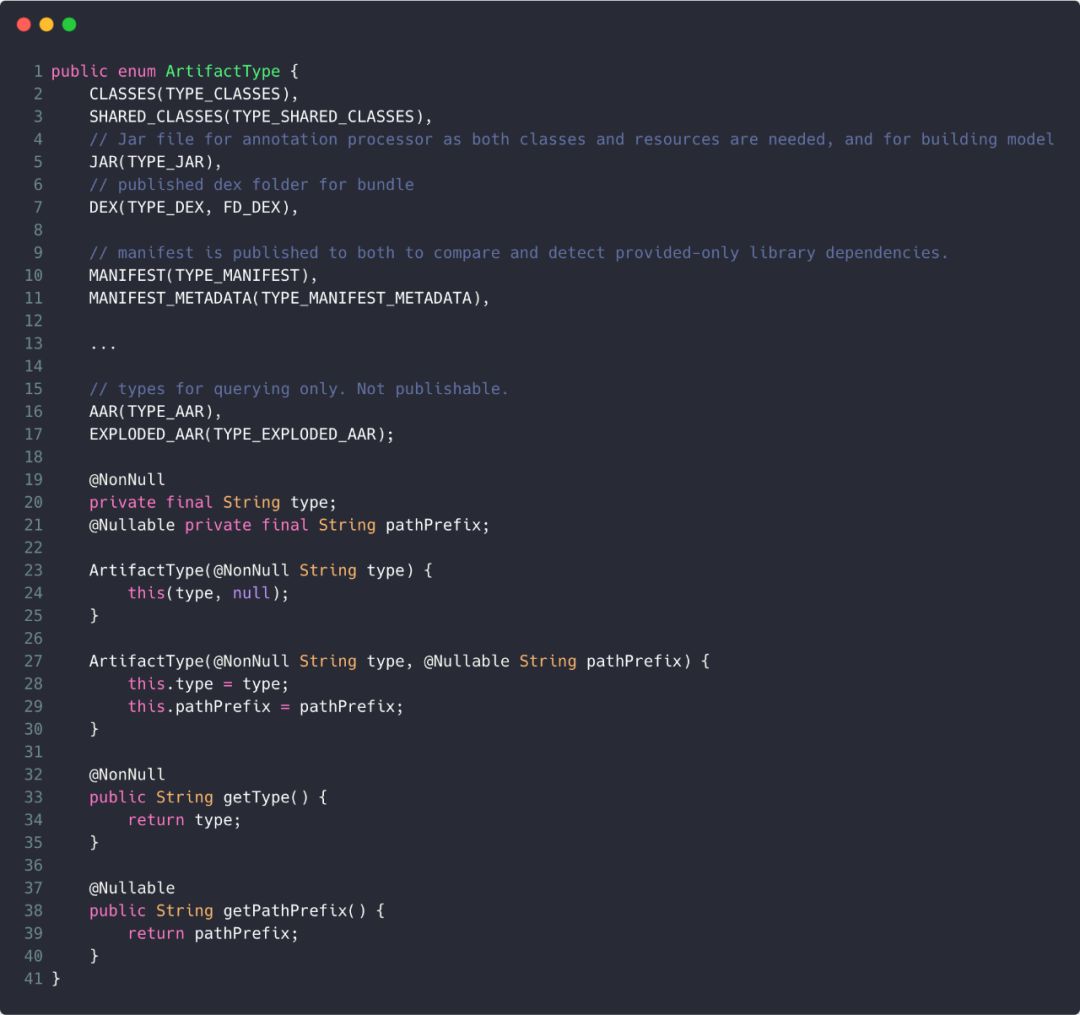 1 public enum ArtifactType {
2     CLASSES(TYPE_CLASSES),
3     SHARED_CLASSES(TYPE_SHARED_CLASSES),
4     // Jar file for annotation processor as both classes and resources are needed, and for building model
5     JAR(TYPE_JAR),
6     // published dex folder for bundle
7     DEX(TYPE_DEX, FD_DEX),
8
9     // manifest is published to both to compare and detect provided-only library dependencies.
10     MANIFEST(TYPE_MANIFEST),
11     MANIFEST_METADATA(TYPE_MANIFEST_METADATA),
12
13     ...
14
15     // types for querying only. Not publishable.
16     AAR(TYPE_AAR),
17     EXPLODED_AAR(TYPE_EXPLODED_AAR);
18
19     @NonNull
20     private final String type;
21     @Nullable private final String pathPrefix;
22
23     ArtifactType(@NonNull String type) {
24         this(type, null);
25     }
26
27     ArtifactType(@NonNull String type, @Nullable String pathPrefix) {
28         this.type = type;
29         this.pathPrefix = pathPrefix;
30     }
31
32     @NonNull
33     public String getType() {
34         return type;
35     }
36
37     @Nullable
38     public String getPathPrefix() {
39         return pathPrefix;
40     }
41 }